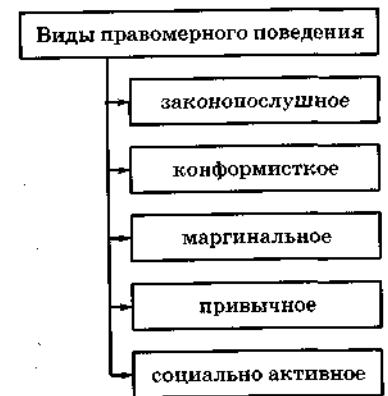 Виды правомерного поведения
законопослушное
конформисткое
маргинальное
привычное
социально активное